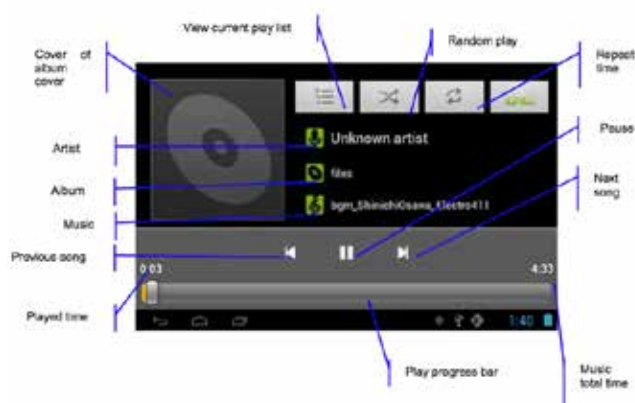 View current play list
Random play
Cover of
album
cover
Repeat
time
Artist
Unknown artist
Pause
Album
files
Next
song
Music
bgm_ShinichiOsawa_Electro411
Previous song
0:03
4:33
Played time
1:40
Play progress bar
Music
total time